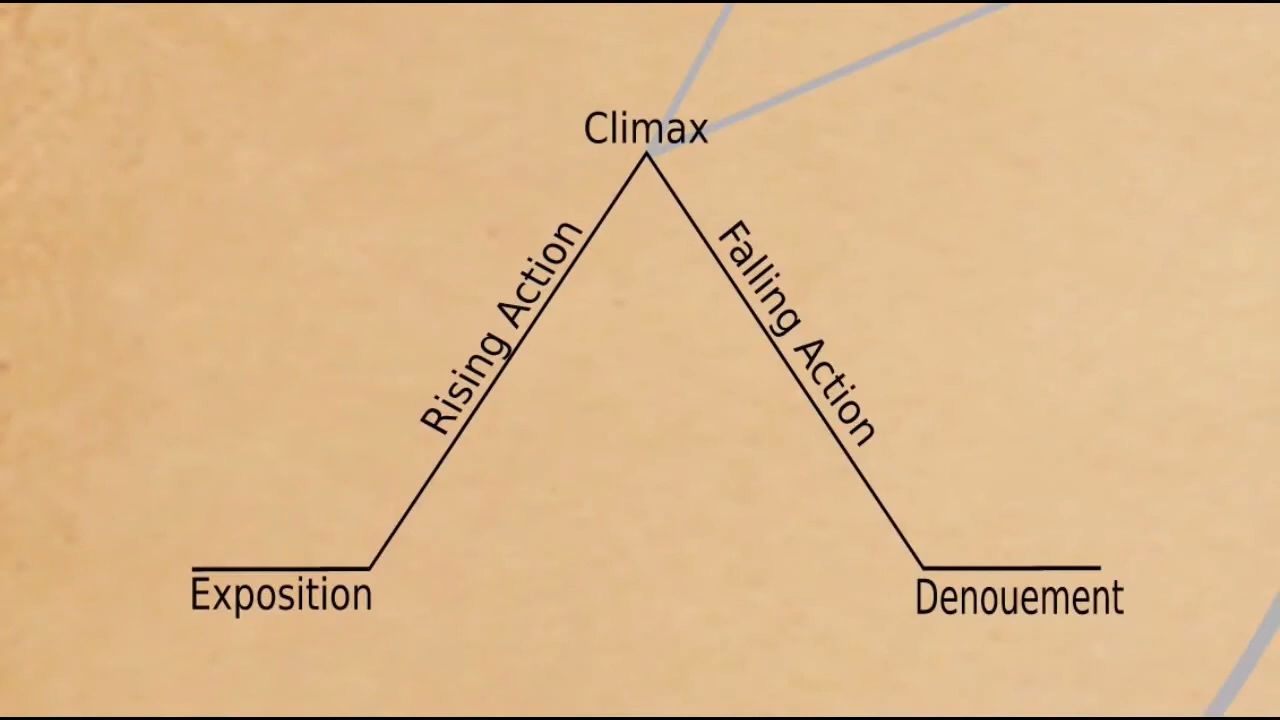 Climax
Rising Action
Falling Action
Exposition
Denouement